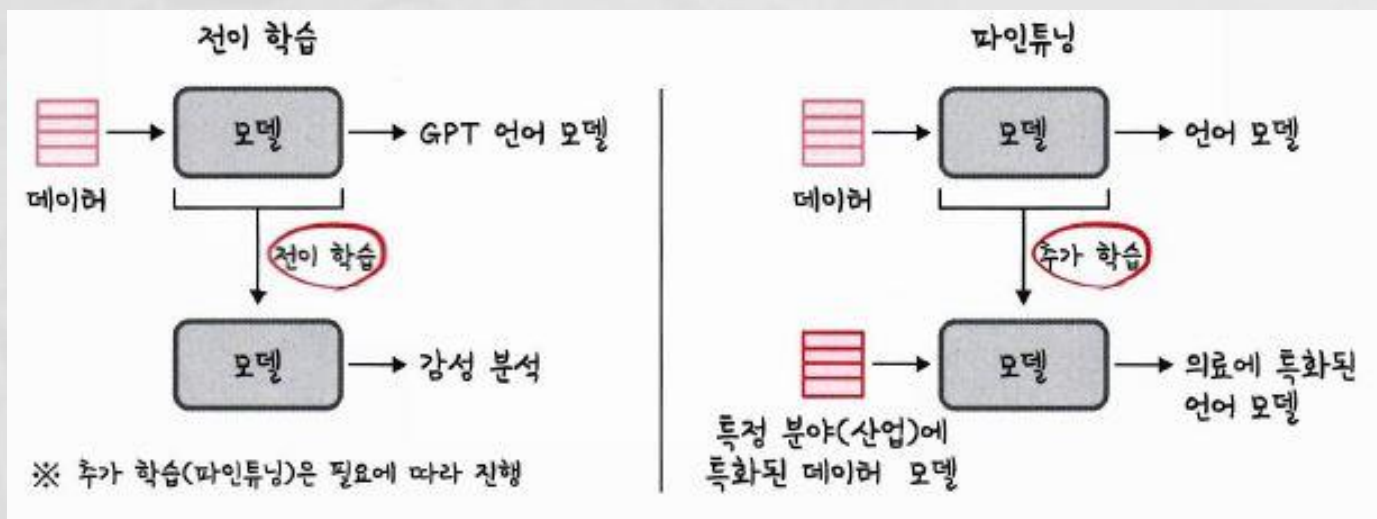 전이 학습
데이터
모델
GPT 언어 모델
전이 학습
모델
감성 분석
※ 추가 학습(파인튜닝)은 필요에 따라 진행
파인튜닝
데이터
모델
언어 모델
추가 학습
특정 분야(산업)에
특화된 데이터 모델
모델
의료에 특화된
언어 모델